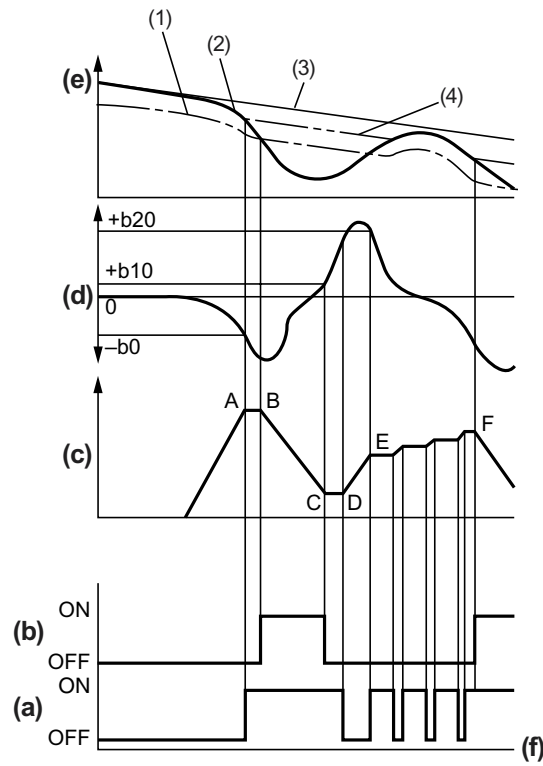 (1)
(2)
(3)
(4)
(e)
+b20
+b10
(d)
0
–b0
A
B
(c)
C
D
E
F
ON
(b)
OFF
ON
(a)
OFF
(f)